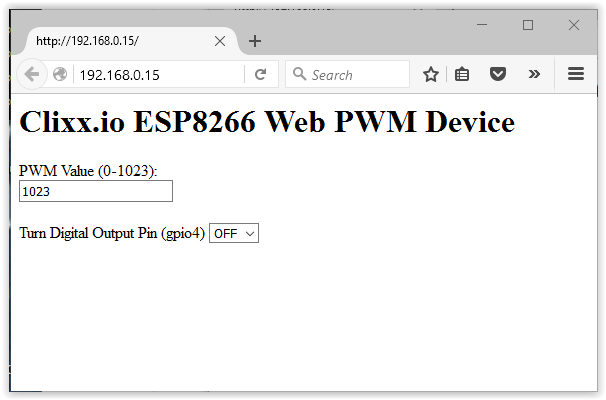 http://192.168.0.15/
192.168.0.15
Search
Clixx.io ESP8266 Web PWM Device
PWM Value (0-1023):
1023
Turn Digital Output Pin (gpio4) OFF